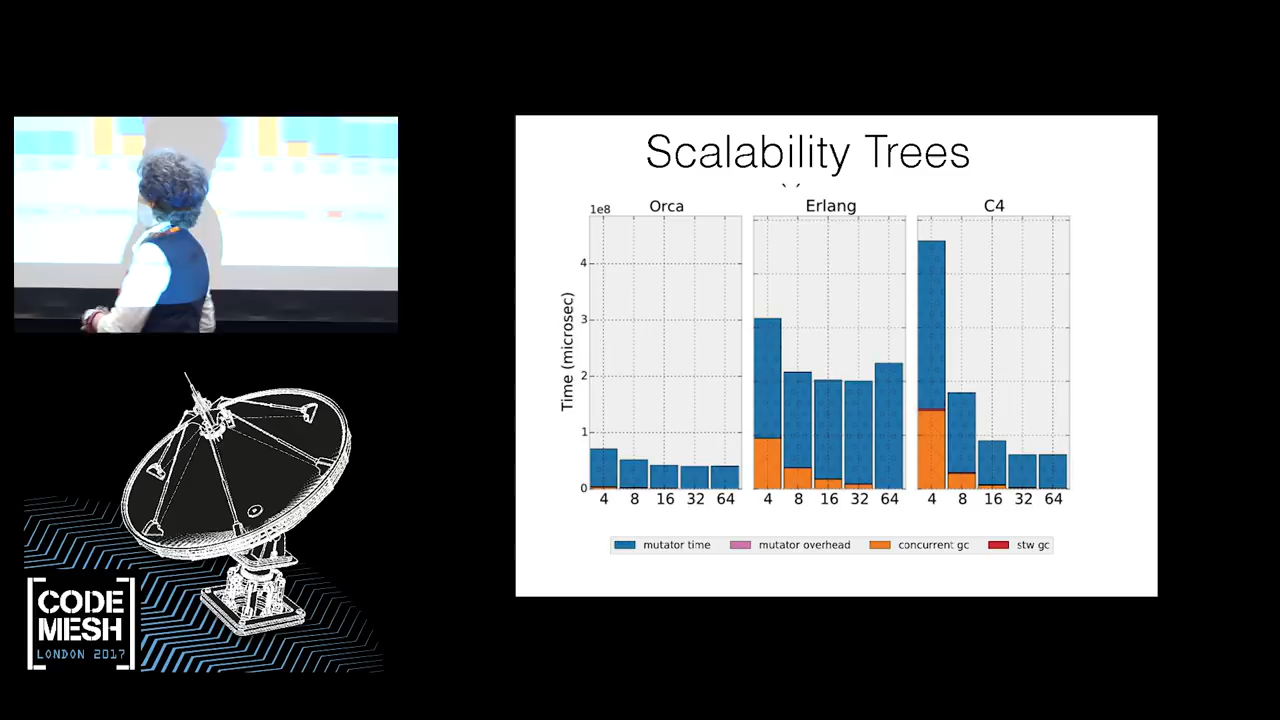 Scalability Trees
Orca
Erlang
C4
1e8
4
3
2
1
0
Time (microsec)
4 8 16 32 64
4 8 16 32 64
4 8 16 32 64
mutator time
mutator overhead
concurrent gc
stw gc
CODE
MESH
LONDON 2017